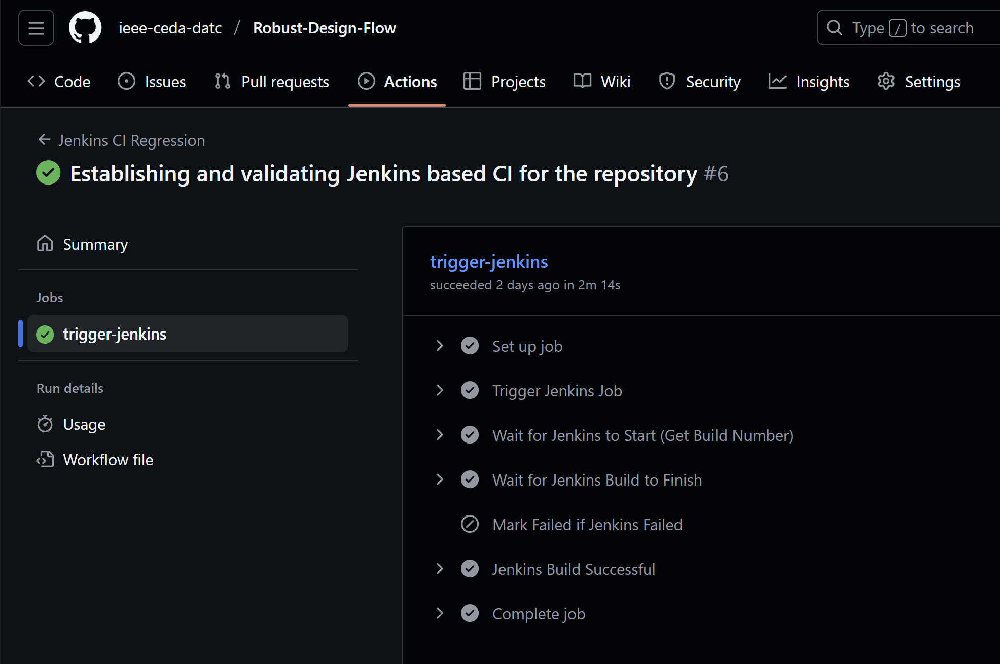 ieee-ceda-datc / Robust-Design-Flow
Type / to search
Code Issues Pull requests Actions Projects Wiki Security Insights Settings
Jenkins CI Regression
Establishing and validating Jenkins based CI for the repository #6
Summary
Jobs
trigger-jenkins
Run details
Usage
Workflow file
trigger-jenkins
succeeded 2 days ago in 2m 14s
Set up job
Trigger Jenkins Job
Wait for Jenkins to Start (Get Build Number)
Wait for Jenkins Build to Finish
Mark Failed if Jenkins Failed
Jenkins Build Successful
Complete job